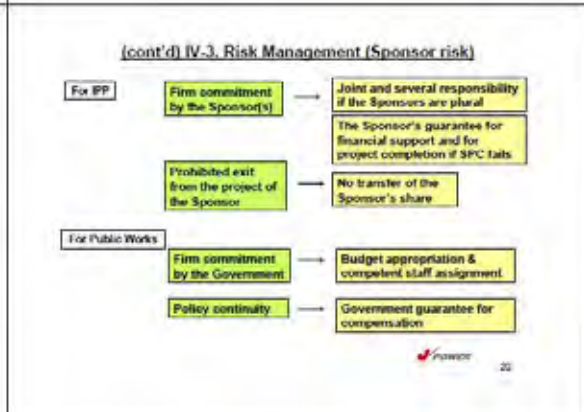 (cont'd) IV-3. Risk Management (Sponsor risk)
For IPP
Firm commitment
by the Sponsor(s)
Joint and several responsibility
if the Sponsors are plural
The Sponsor's guarantee for
financial support and for
project completion if SPC fails
Prohibited exit
from the project of
the Sponsor
No transfer of the
Sponsor's share
For Public Works
Firm commitment
by the Government
Budget appropriation &
competent staff assignment
Policy continuity
Government guarantee for
compensation
POWER